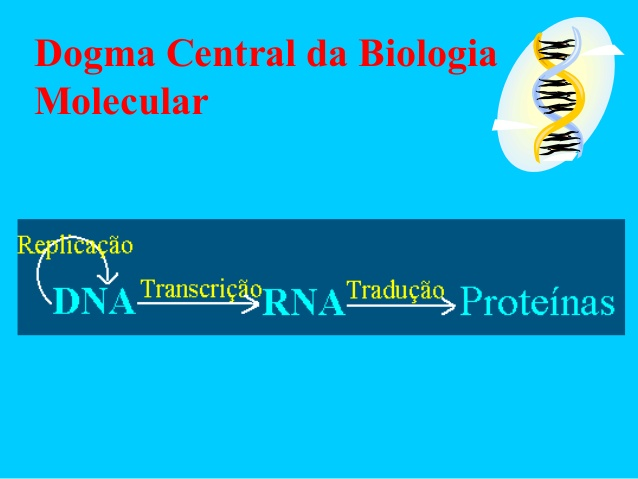 Dogma Central da Biologia
Molecular
Replicação
DNA Transcrição RNA Tradução Proteínas